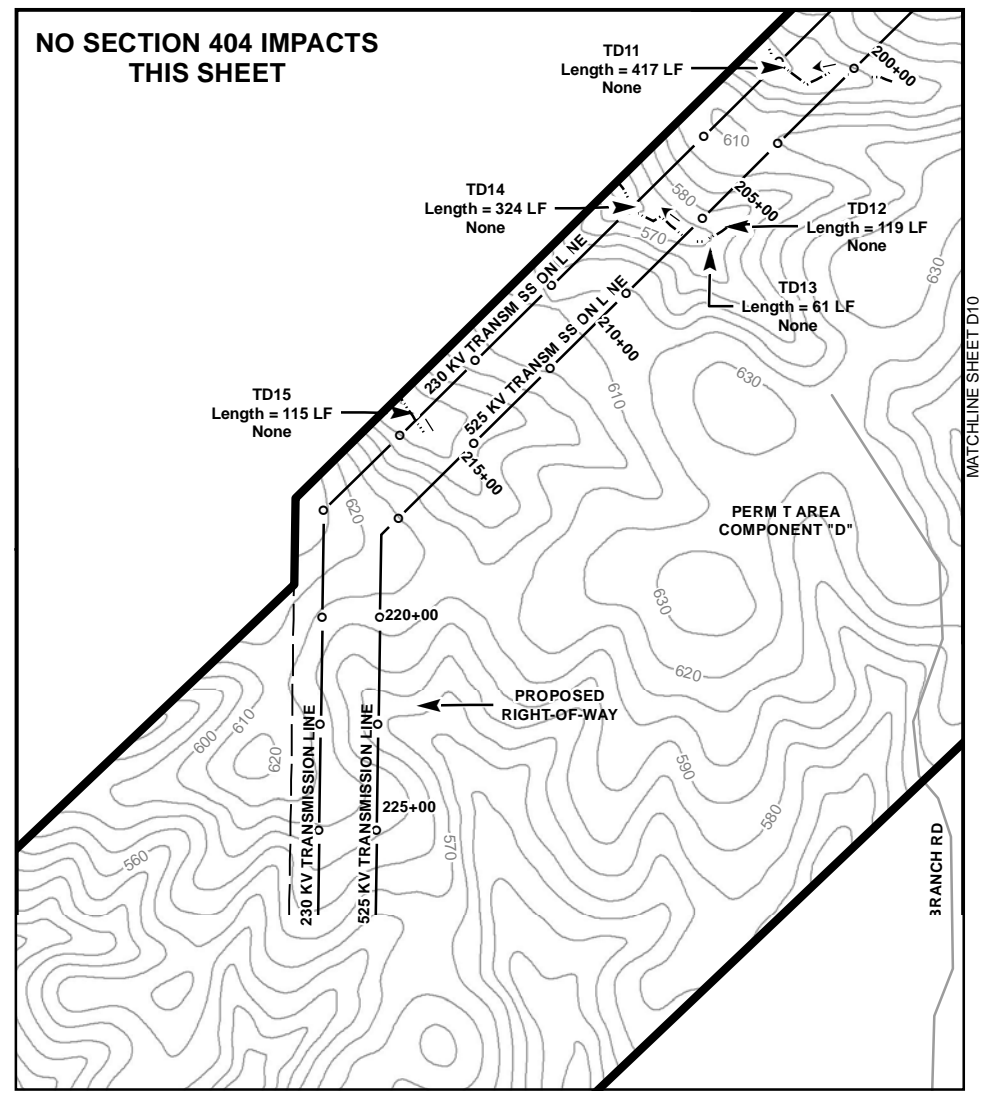 NO SECTION 404 IMPACTS
THIS SHEET
TD11
Length = 417 LF
None
200+00
610
TD14
Length = 324 LF
None
580
205+00
TD12
Length = 119 LF
None
570
630
TD13
Length = 61 LF
None
230 KV TRANSM SS ON L NE
525 KV TRANSM SS ON L NE
210+00
MATCHLINE SHEET D10
630
610
TD15
Length = 115 LF
None
215+00
620
PERM T AREA
COMPONENT "D"
630
220+00
620
PROPOSED
RIGHT-OF-WAY
610
600
620
590
230 KV TRANSMISSION LINE
525 KV TRANSMISSION LINE
225+00
580
570
560
BRANCH RD